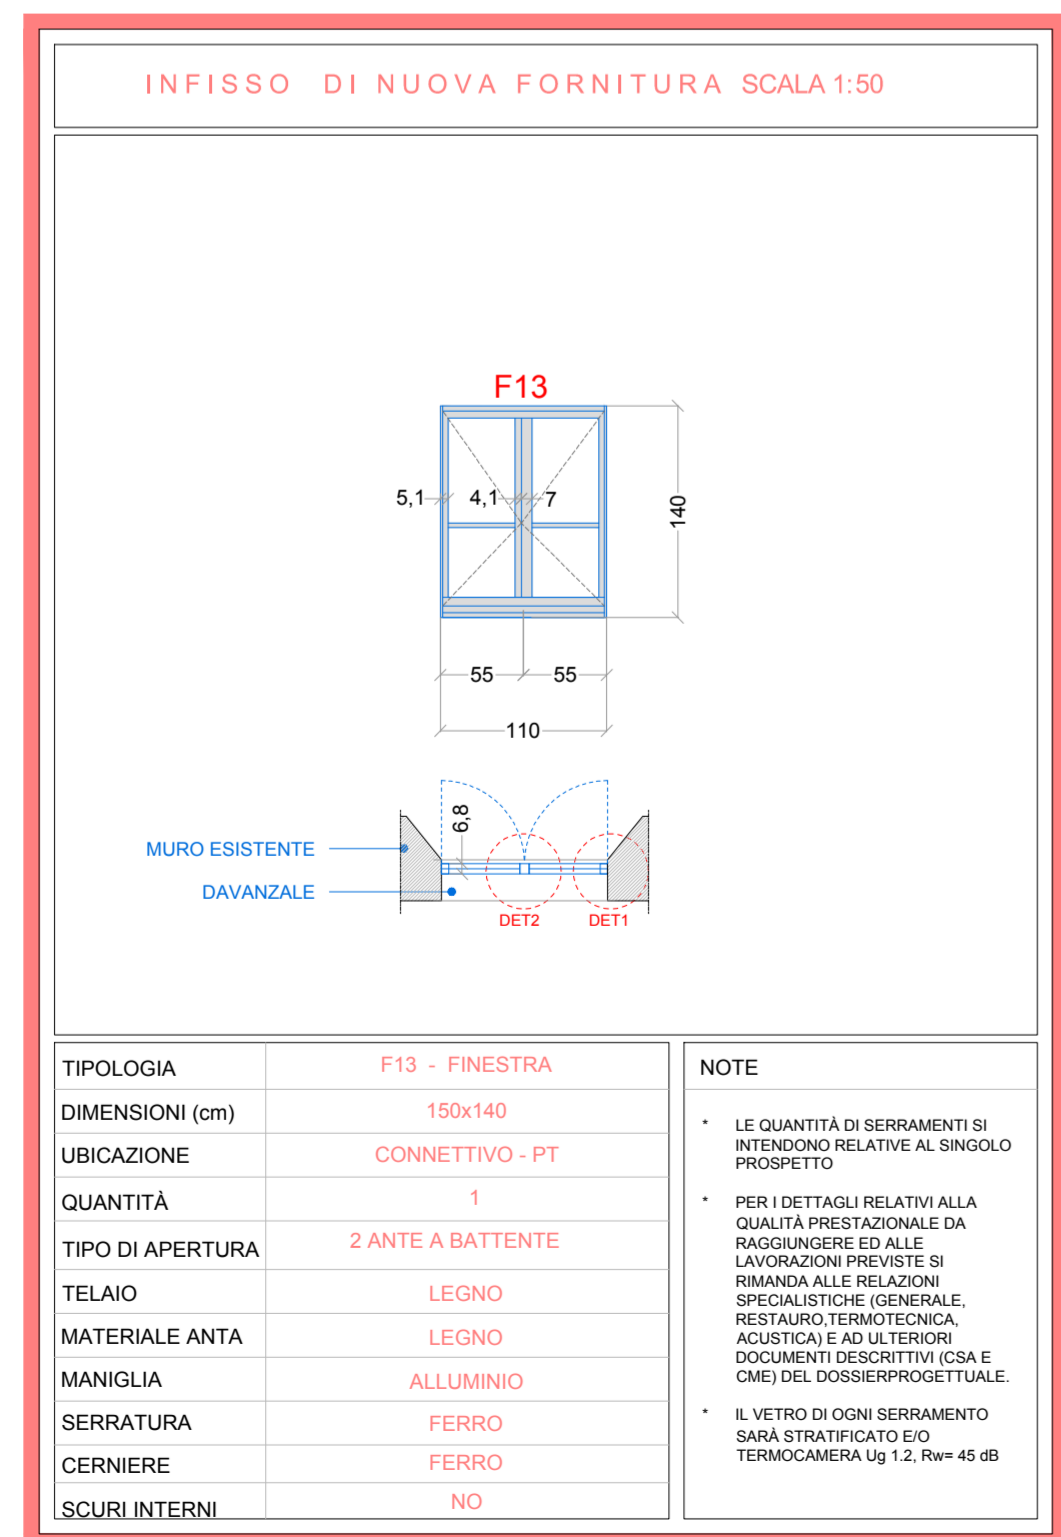 INFISSO DI NUOVA FORNITURA SCALA 1:50
F13
5,1
4,1
7
140
55
55
110
6,8
MURO ESISTENTE
DAVANZALE
DET2
DET1
TIPOLOGIA F13 - FINESTRA
DIMENSIONI (cm) 150x140
UBICAZIONE CONNETTIVO - PT
QUANTITÀ 1
TIPO DI APERTURA 2 ANTE A BATTENTE
TELAIO LEGNO
MATERIALE ANTA LEGNO
MANIGLIA ALLUMINIO
SERRATURA FERRO
CERNIERE FERRO
SCURI INTERNI NO
NOTE
* LE QUANTITÀ DI SERRAMENTI SI
INTENDONO RELATIVE AL SINGOLO
PROSPETTO
* PER I DETTAGLI RELATIVI ALLA
QUALITÀ PRESTAZIONALE DA
RAGGIUNGERE ED ALLE
LAVORAZIONI PREVISTE SI
RIMANDA ALLE RELAZIONI
SPECIALISTICHE (GENERALE,
RESTAURO,TERMOTECNICA,
ACUSTICA) E AD ULTERIORI
DOCUMENTI DESCRITTIVI (CSA E
CME) DEL DOSSIERPROGETTUALE.
* IL VETRO DI OGNI SERRAMENTO
SARÀ STRATIFICATO E/O
TERMOCAMERA Ug 1.2, Rw= 45 dB